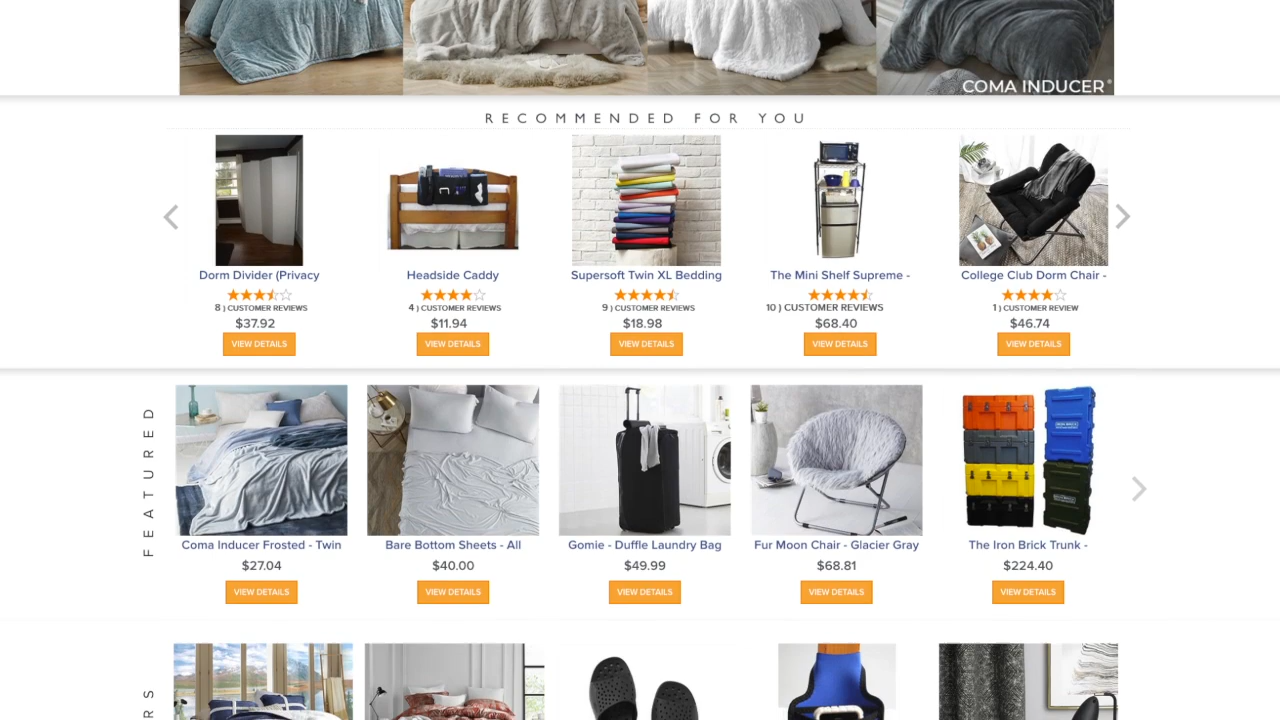 COMA INDUCER®
RECOMMENDED FOR YOU
Dorm Divider (Privacy
8 ) CUSTOMER REVIEWS
$37.92
VIEW DETAILS
Headside Caddy
4 ) CUSTOMER REVIEWS
$11.94
VIEW DETAILS
Supersoft Twin XL Bedding
9 ) CUSTOMER REVIEWS
$18.98
VIEW DETAILS
The Mini Shelf Supreme -
10 ) CUSTOMER REVIEWS
$68.40
VIEW DETAILS
College Club Dorm Chair -
1 ) CUSTOMER REVIEW
$46.74
VIEW DETAILS
FEATURED
Coma Inducer Frosted - Twin
$27.04
VIEW DETAILS
Bare Bottom Sheets - All
$40.00
VIEW DETAILS
Gomie - Duffle Laundry Bag
$49.99
VIEW DETAILS
Fur Moon Chair - Glacier Gray
$68.81
VIEW DETAILS
The Iron Brick Trunk -
$224.40
VIEW DETAILS
RS